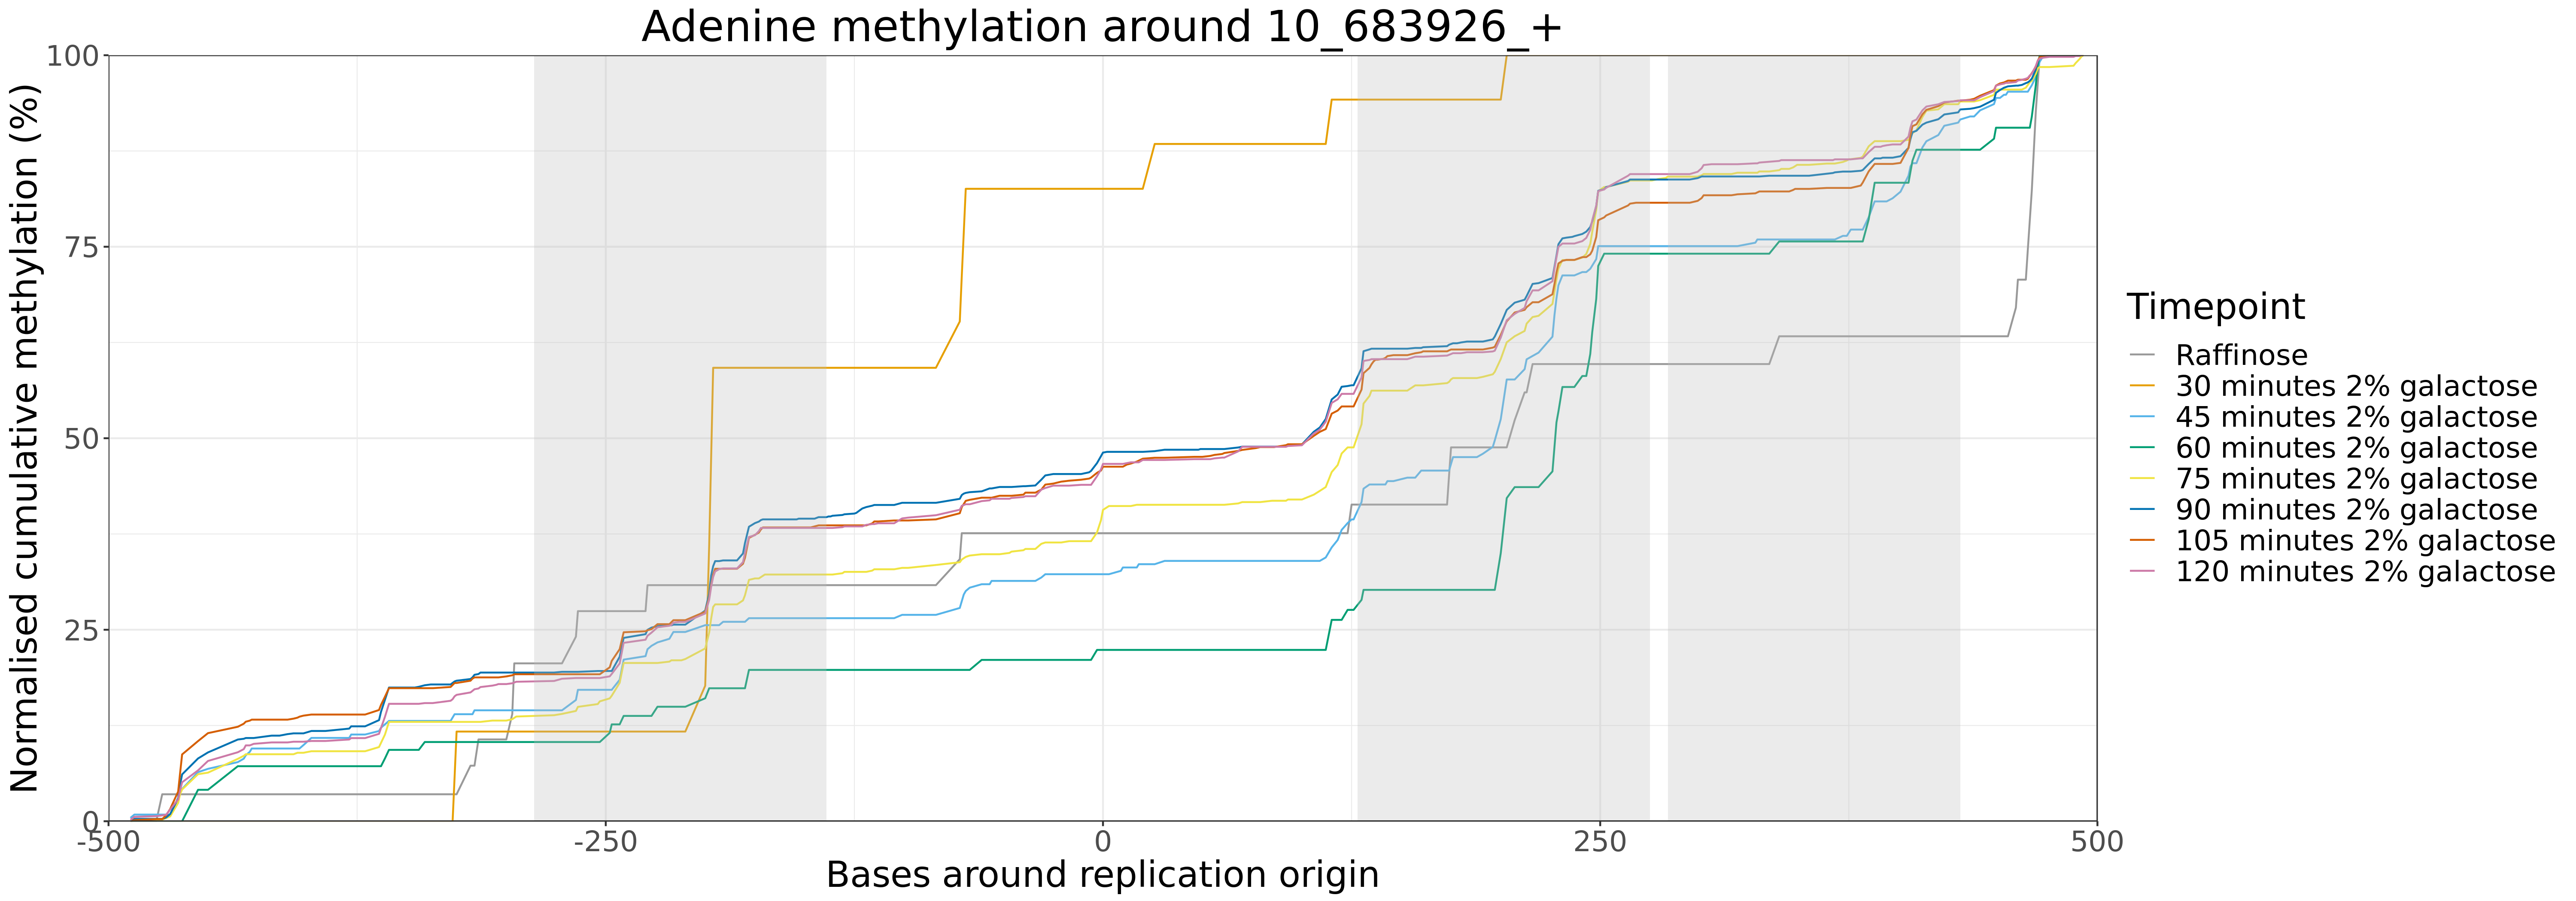 Adenine methylation around 10_683926_+
Normalised cumulative methylation (%)
100
75
50
25
0
-500
-250
0
250
500
Bases around replication origin
Timepoint
Raffinose
30 minutes 2% galactose
45 minutes 2% galactose
60 minutes 2% galactose
75 minutes 2% galactose
90 minutes 2% galactose
105 minutes 2% galactose
120 minutes 2% galactose